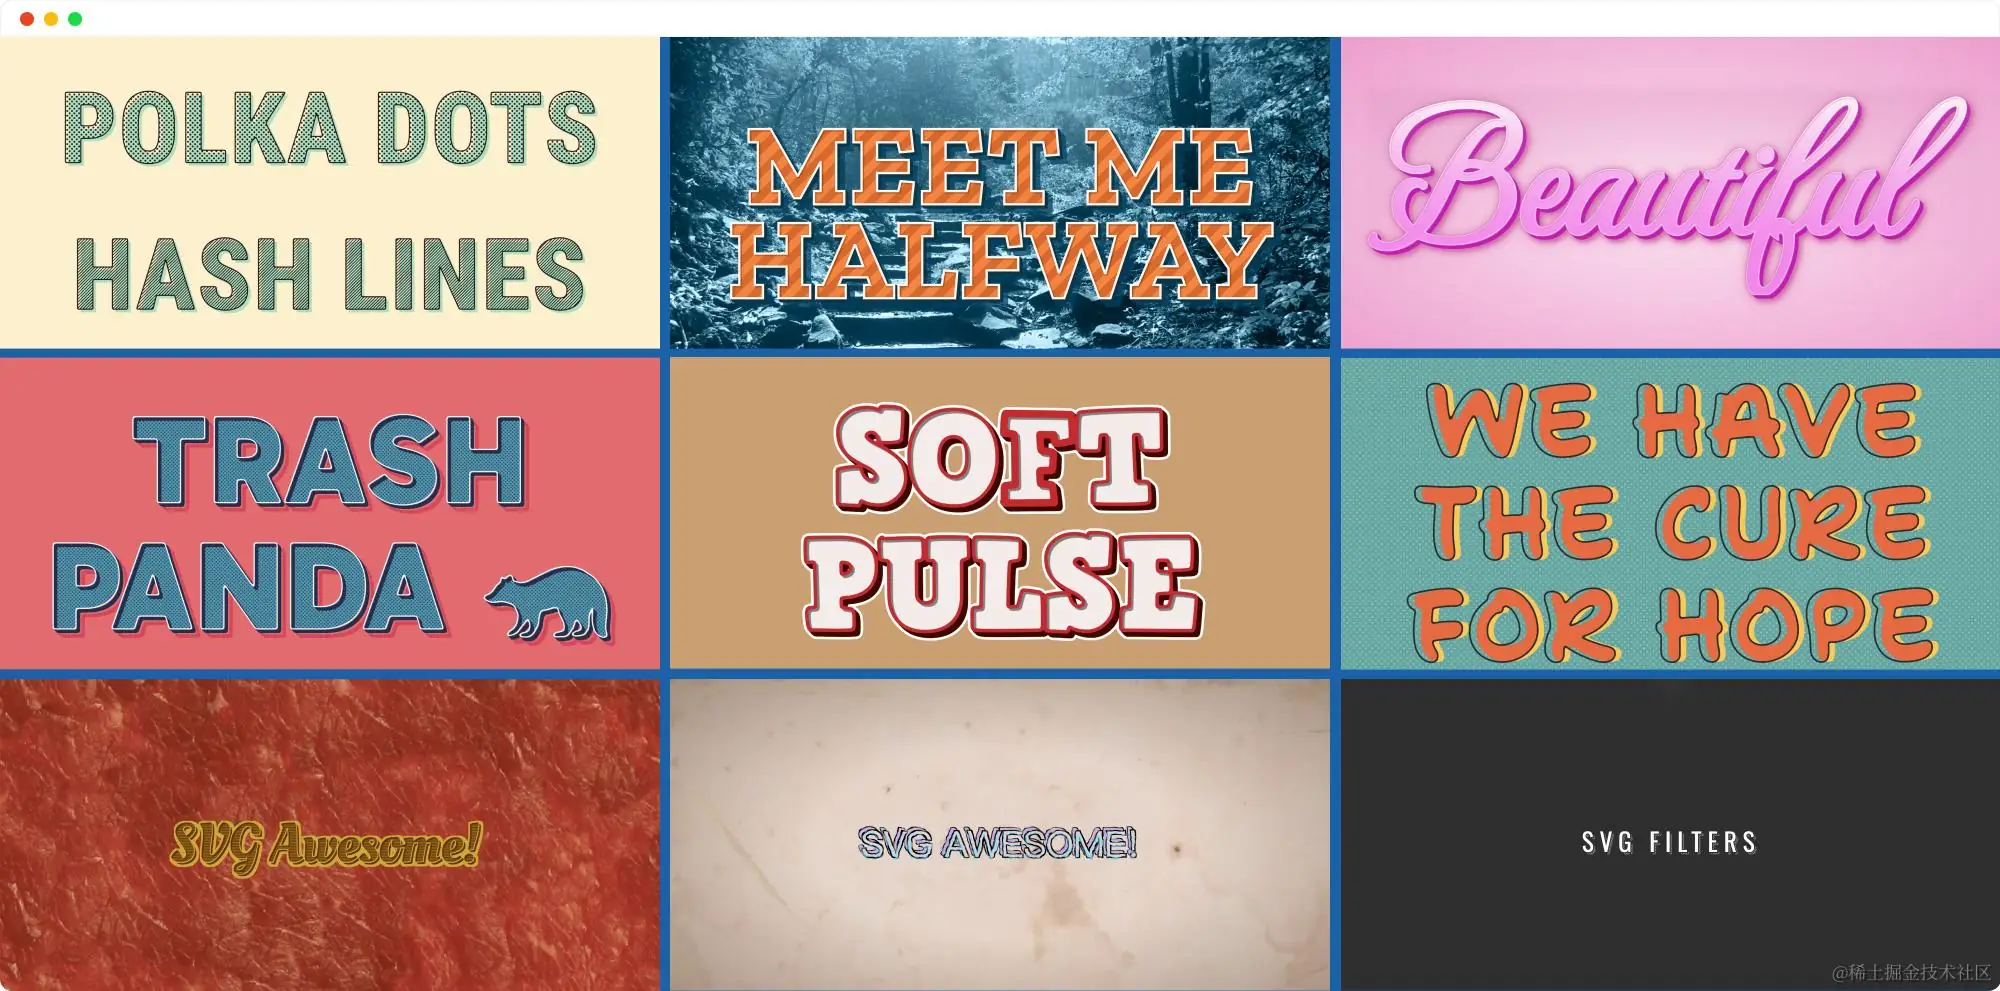 POLKA DOTS
HASH LINES
MEET ME
HALFWAY
Beautiful
TRASH
PANDA
SOFT
PULSE
WE HAVE
THE CURE
FOR HOPE
SVG Awesome!
SVG AWESOME!
SVG FILTERS
@稀土掘金技术社区